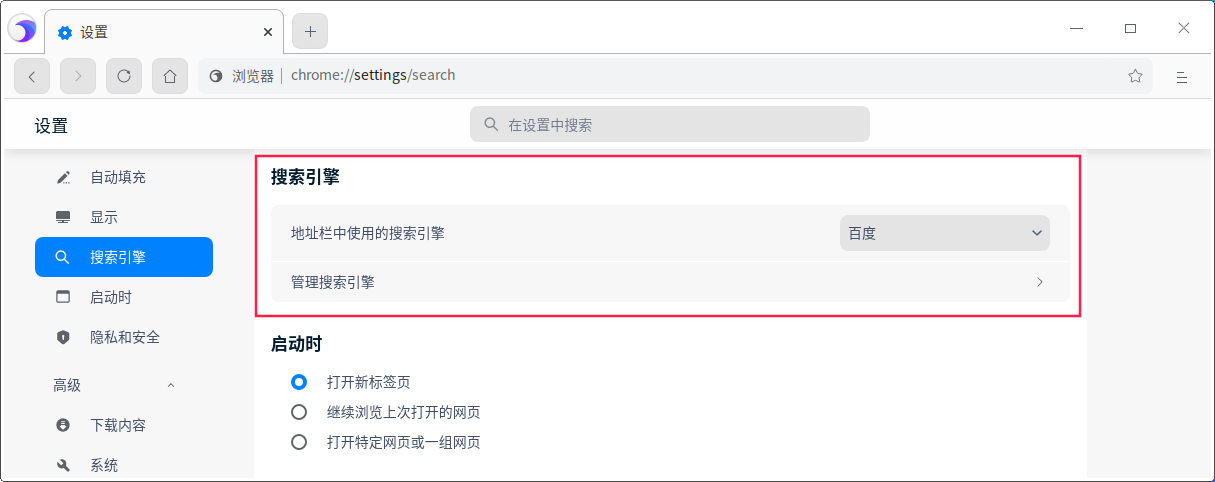 设置
浏览器 | chrome://settings/search
设置
在设置中搜索
自动填充
显示
搜索引擎
启动时
隐私和安全
高级
下载内容
系统
搜索引擎
地址栏中使用的搜索引擎
百度
管理搜索引擎
启动时
打开新标签页
继续浏览上次打开的网页
打开特定网页或一组网页